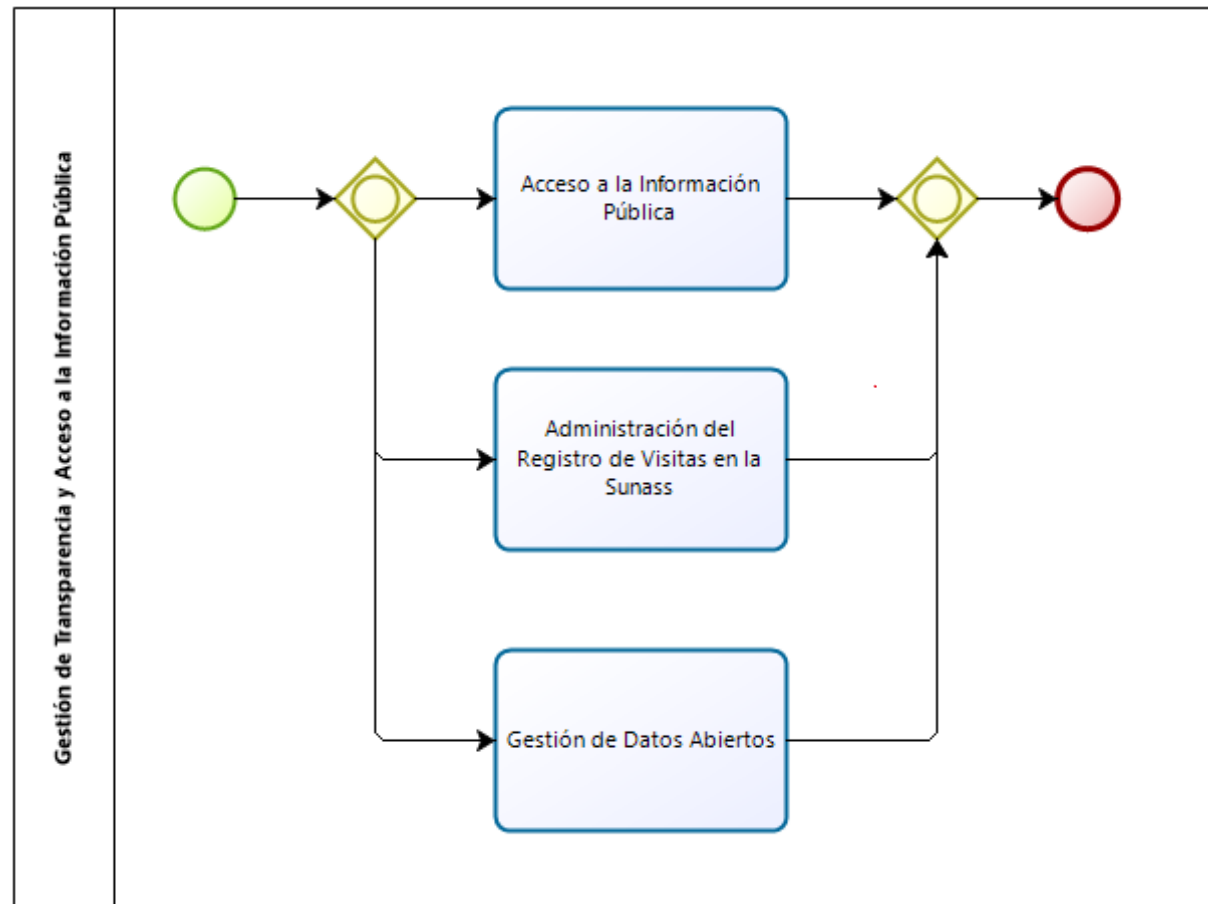 Gestión de Transparencia y Acceso a la Información Pública
Acceso a la Información
Pública
Administración del
Registro de Visitas en la
Sunass
Gestión de Datos Abiertos